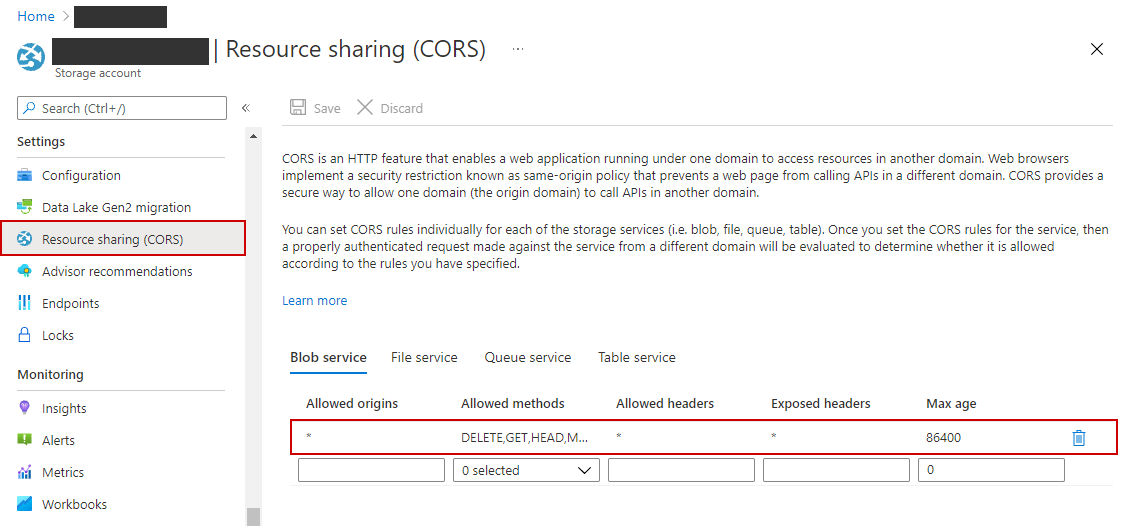 Home >
| Resource sharing (CORS) ...
Storage account
Search (Ctrl+/) «
Save Discard
Settings
Configuration
Data Lake Gen2 migration
Resource sharing (CORS)
Advisor recommendations
Endpoints
Locks
Monitoring
Insights
Alerts
Metrics
Workbooks
CORS is an HTTP feature that enables a web application running under one domain to access resources in another domain. Web browsers
implement a security restriction known as same-origin policy that prevents a web page from calling APIs in a different domain. CORS provides a
secure way to allow one domain (the origin domain) to call APIs in another domain.
You can set CORS rules individually for each of the storage services (i.e. blob, file, queue, table). Once you set the CORS rules for the service, then
a properly authenticated request made against the service from a different domain will be evaluated to determine whether it is allowed
according to the rules you have specified.
Learn more
Blob service File service Queue service Table service
Allowed origins Allowed methods Allowed headers Exposed headers Max age
* DELETE,GET,HEAD,M... * * 86400
0 selected 0